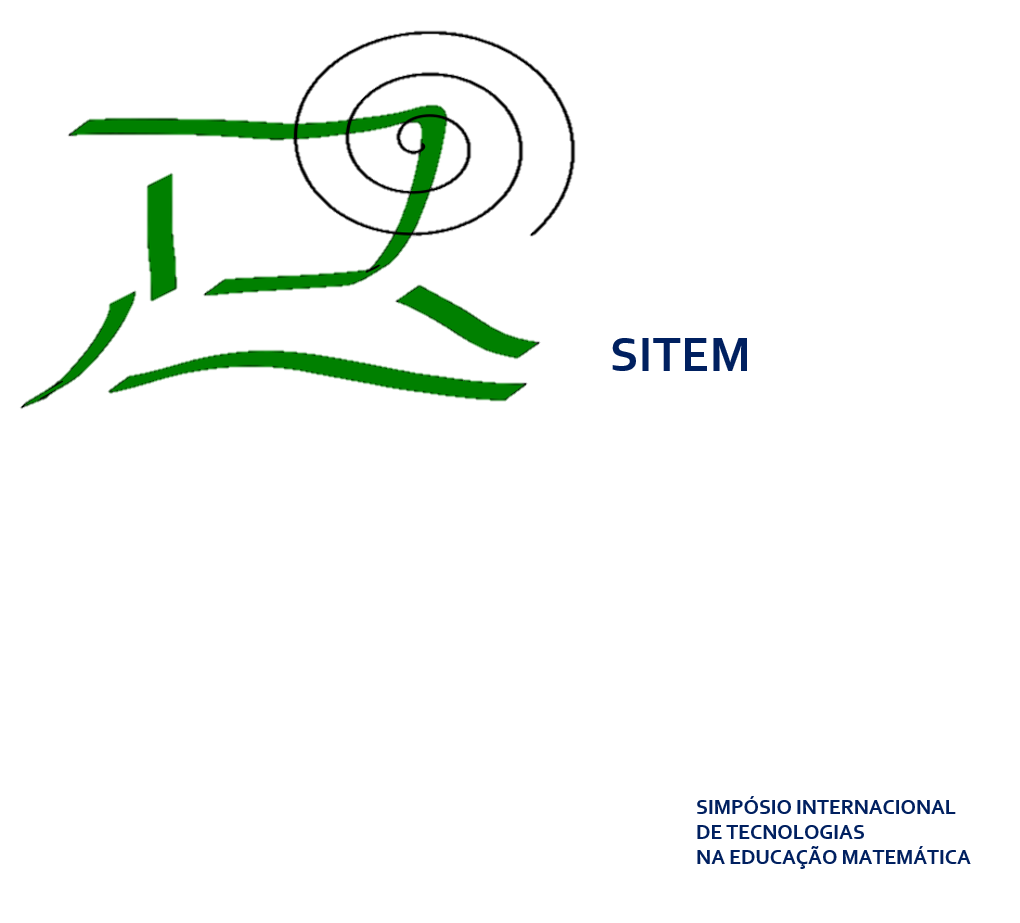 SITEM
SIMPÓSIO INTERNACIONAL
DE TECNOLOGIAS
NA EDUCAÇÃO MATEMÁTICA